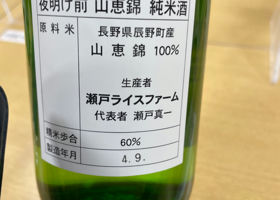 夜明け前 山恵錦 純米酒
原料米 長野県辰野町産
山恵錦 100%
生産者
瀬戸ライスファーム
代表者 瀬戸真一
精米歩合 60%
製造年月 4.9.